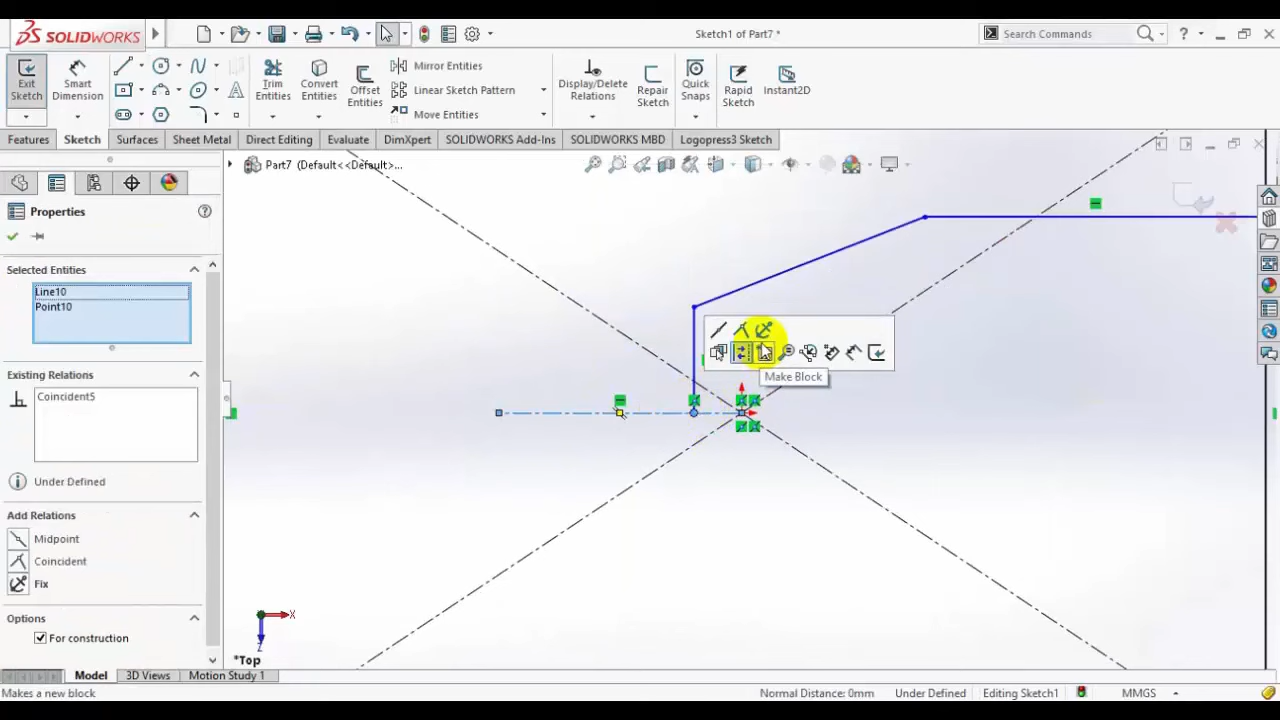 SOLIDWORKS
Sketch1 of Part7 *
Search Commands
Exit Sketch
Smart Dimension
Trim Entities
Convert Entities
Offset Entities
Mirror Entities
Linear Sketch Pattern
Move Entities
Display/Delete Relations
Repair Sketch
Quick Snaps
Rapid Sketch
Instant2D
Features
Sketch
Surfaces
Sheet Metal
Direct Editing
Evaluate
DimXpert
SOLIDWORKS Add-Ins
SOLIDWORKS MBD
Logopress3 Sketch
Part7 (Default<<Default>...
Properties
Selected Entities
Line10
Point10
Existing Relations
Coincident5
Under Defined
Add Relations
Midpoint
Coincident
Fix
Options
For construction
Make Block
X
Z
*Top
Model
3D Views
Motion Study 1
Makes a new block
Normal Distance: 0mm
Under Defined
Editing Sketch1
MMGS